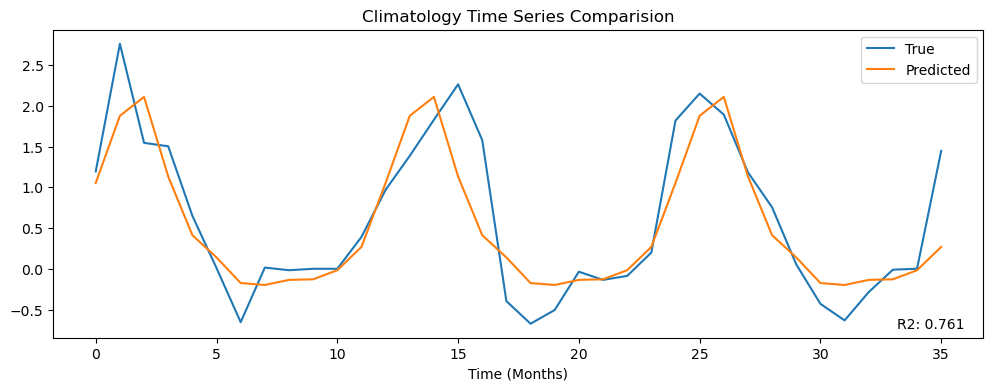 Climatology Time Series Comparision
True
Predicted
2.5
2.0
1.5
1.0
0.5
0.0
−0.5
R2: 0.761
0 5 10 15 20 25 30 35
Time (Months)